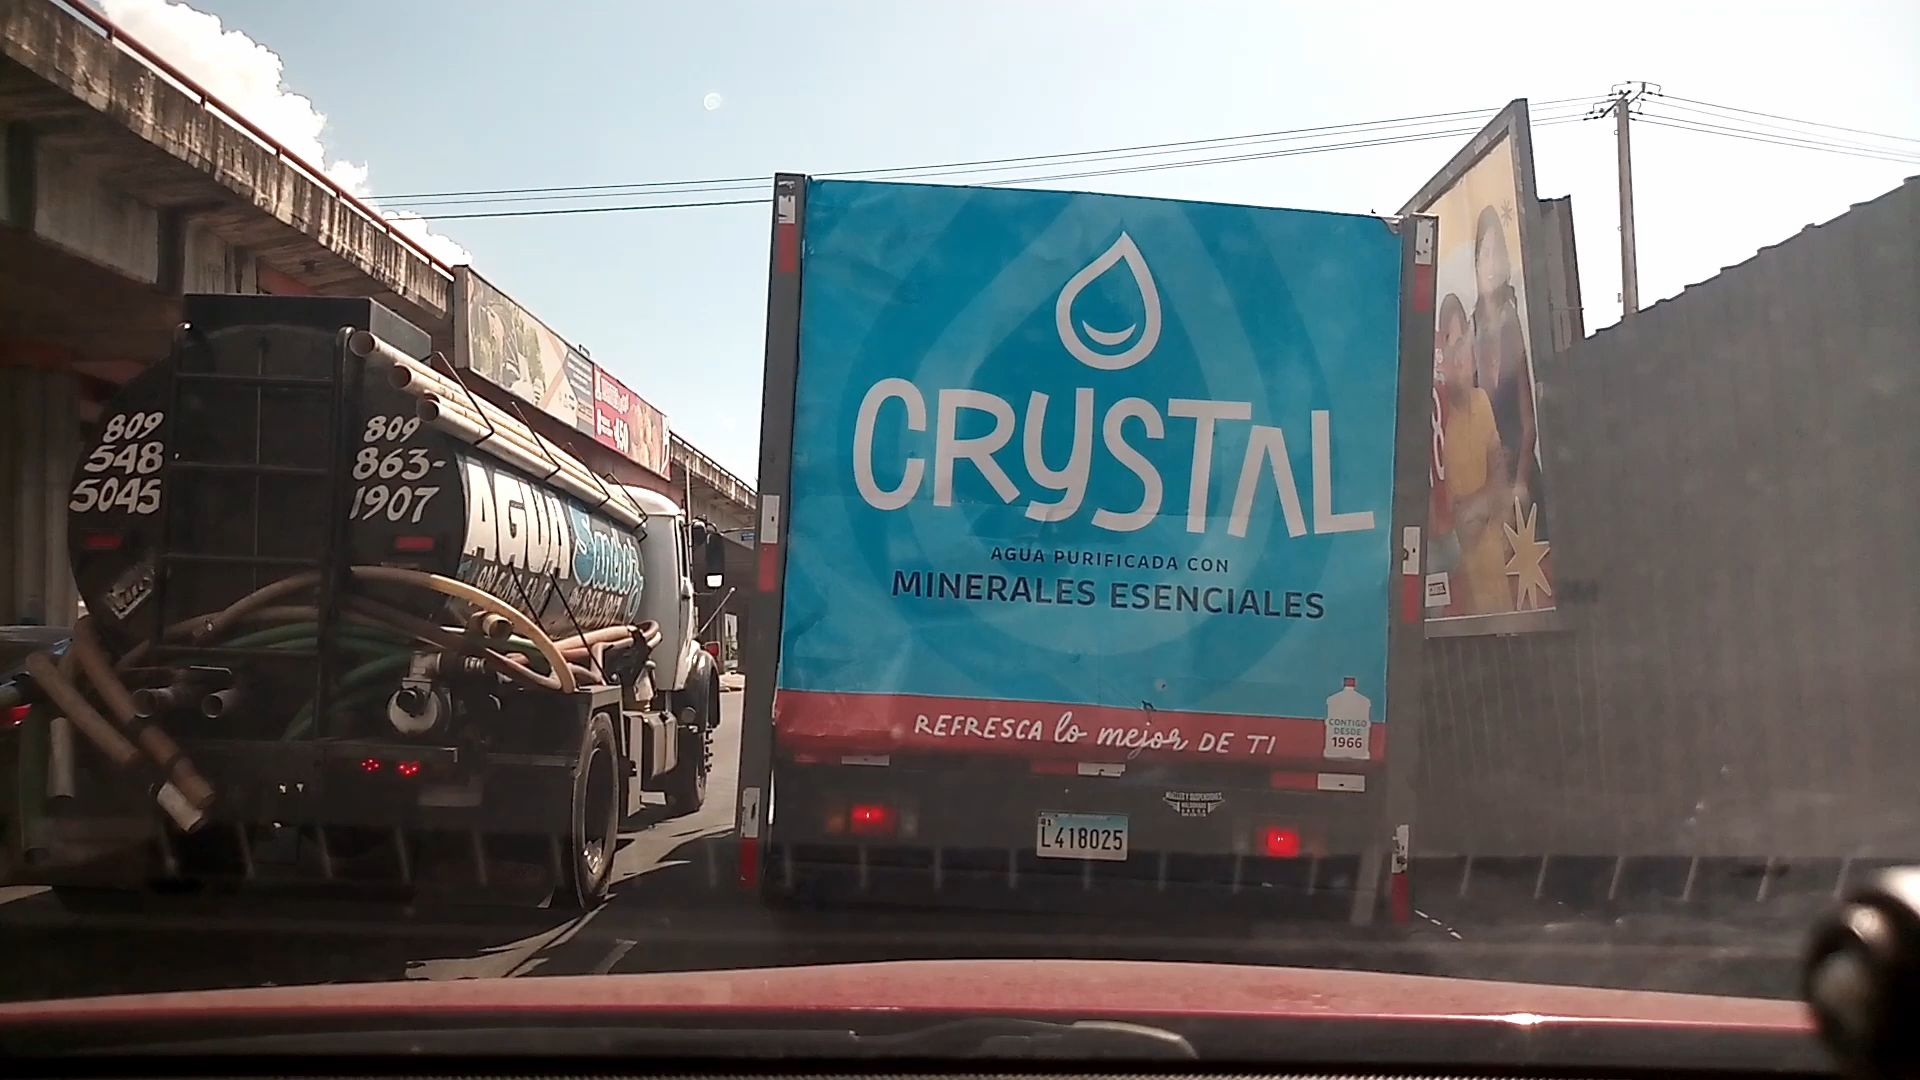 809
548
5045
809
863-
1907
AGUA
CRYSTAL
AGUA PURIFICADA CON
MINERALES ESENCIALES
REFRESCA lo mejor DE TI
CONTIGO
DESDE
1966
L418025